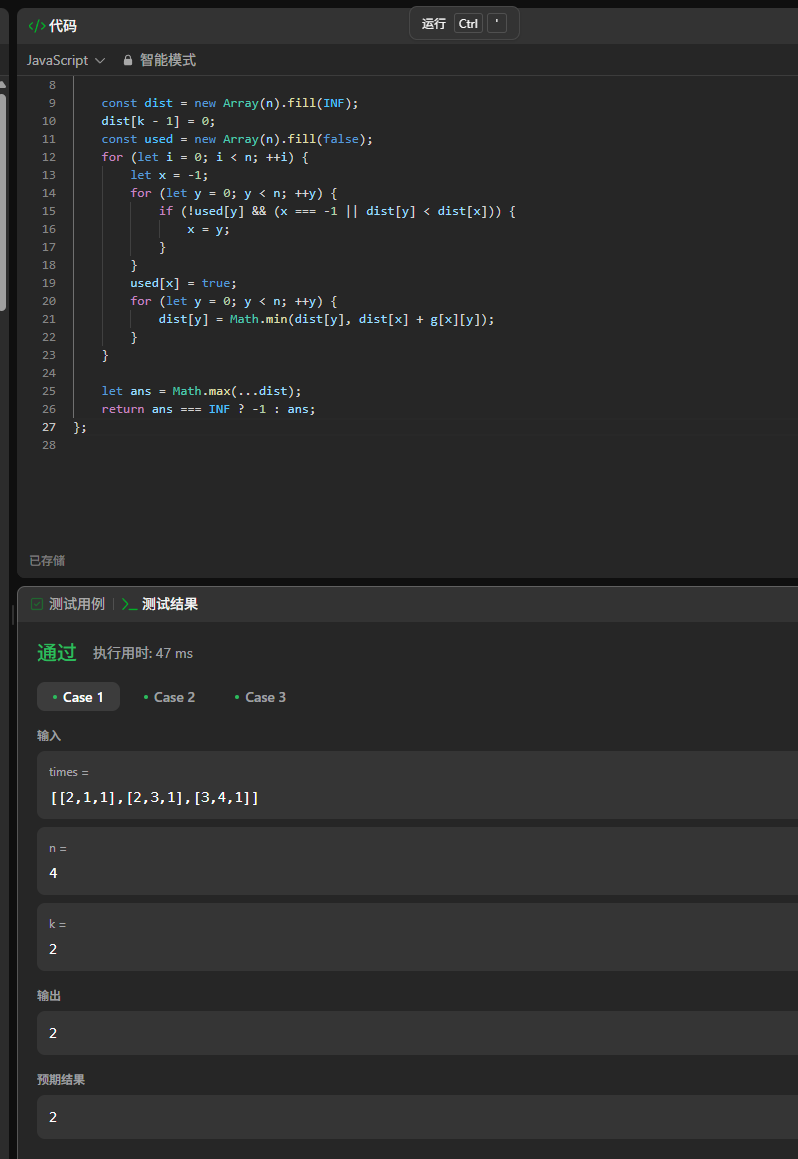 </> 代码
运行 Ctrl '
JavaScript 智能模式
8
9 const dist = new Array(n).fill(INF);
10 dist[k - 1] = 0;
11 const used = new Array(n).fill(false);
12 for (let i = 0; i < n; ++i) {
13 let x = -1;
14 for (let y = 0; y < n; ++y) {
15 if (!used[y] && (x === -1 || dist[y] < dist[x])) {
16 x = y;
17 }
18 }
19 used[x] = true;
20 for (let y = 0; y < n; ++y) {
21 dist[y] = Math.min(dist[y], dist[x] + g[x][y]);
22 }
23 }
24
25 let ans = Math.max(...dist);
26 return ans === INF ? -1 : ans;
27 };
28
已存储
测试用例 | >_ 测试结果
通过 执行用时: 47 ms
• Case 1 • Case 2 • Case 3
输入
times =
[[2,1,1],[2,3,1],[3,4,1]]
n =
4
k =
2
输出
2
预期结果
2